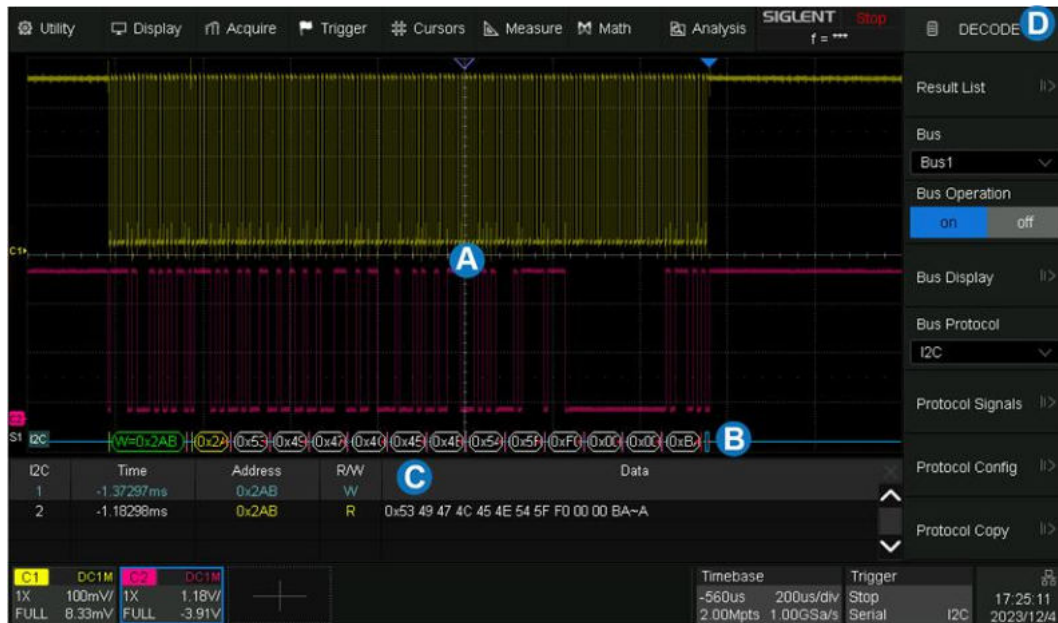 Utility Display Acquire Trigger Cursors Measure Math Analysis SIGLENT Stop
f = *** DECODE D
Result List
Bus
Bus1
Bus Operation
on off
Bus Display
Bus Protocol
I2C
Protocol Signals
Protocol Config
Protocol Copy
C1
A
C2
S1 I2C W=0x2AB 0x2A 0x53 0x49 0x47 0x4C 0x45 0x4E 0x54 0x5F 0xF0 0x00 0x00 0xBA B
I2C Time Address R/W C Data
1 -1.37297ms 0x2AB W
2 -1.18298ms 0x2AB R 0x53 49 47 4C 45 4E 54 5F F0 00 00 BA~A
C1 DC1M C2 DC1M
1X 100mV/ 1X 1.18V/
FULL 8.33mV FULL -3.91V
Timebase Trigger
-560us 200us/div Stop
2.00Mpts 1.00GSa/s Serial I2C
17:25:11
2023/12/4